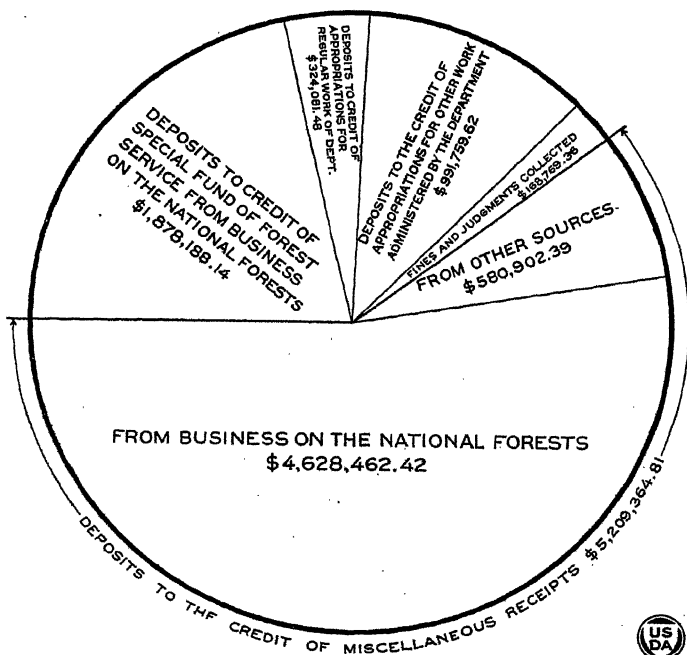 DEPOSITS TO CREDIT OF
SPECIAL FUND OF FOREST
SERVICE FROM BUSINESS
ON THE NATIONAL FORESTS
$1,878,188.14
DEPOSITS TO CREDIT OF
APPROPRIATIONS FOR
REGULAR WORK OF DEPT.
$324,081.48
DEPOSITS TO THE CREDIT OF
APPROPRIATIONS FOR OTHER WORK
ADMINISTERED BY THE DEPARTMENT
$991,759.62
FINES AND JUDGMENTS COLLECTED
$168,769.36
FROM OTHER SOURCES-
$580,902.39
FROM BUSINESS ON THE NATIONAL FORESTS
$4,628,462.42
DEPOSITS TO THF CREDIT OF MISCELLANEOUS RECEIPTS $5,209,364.81
US
DA